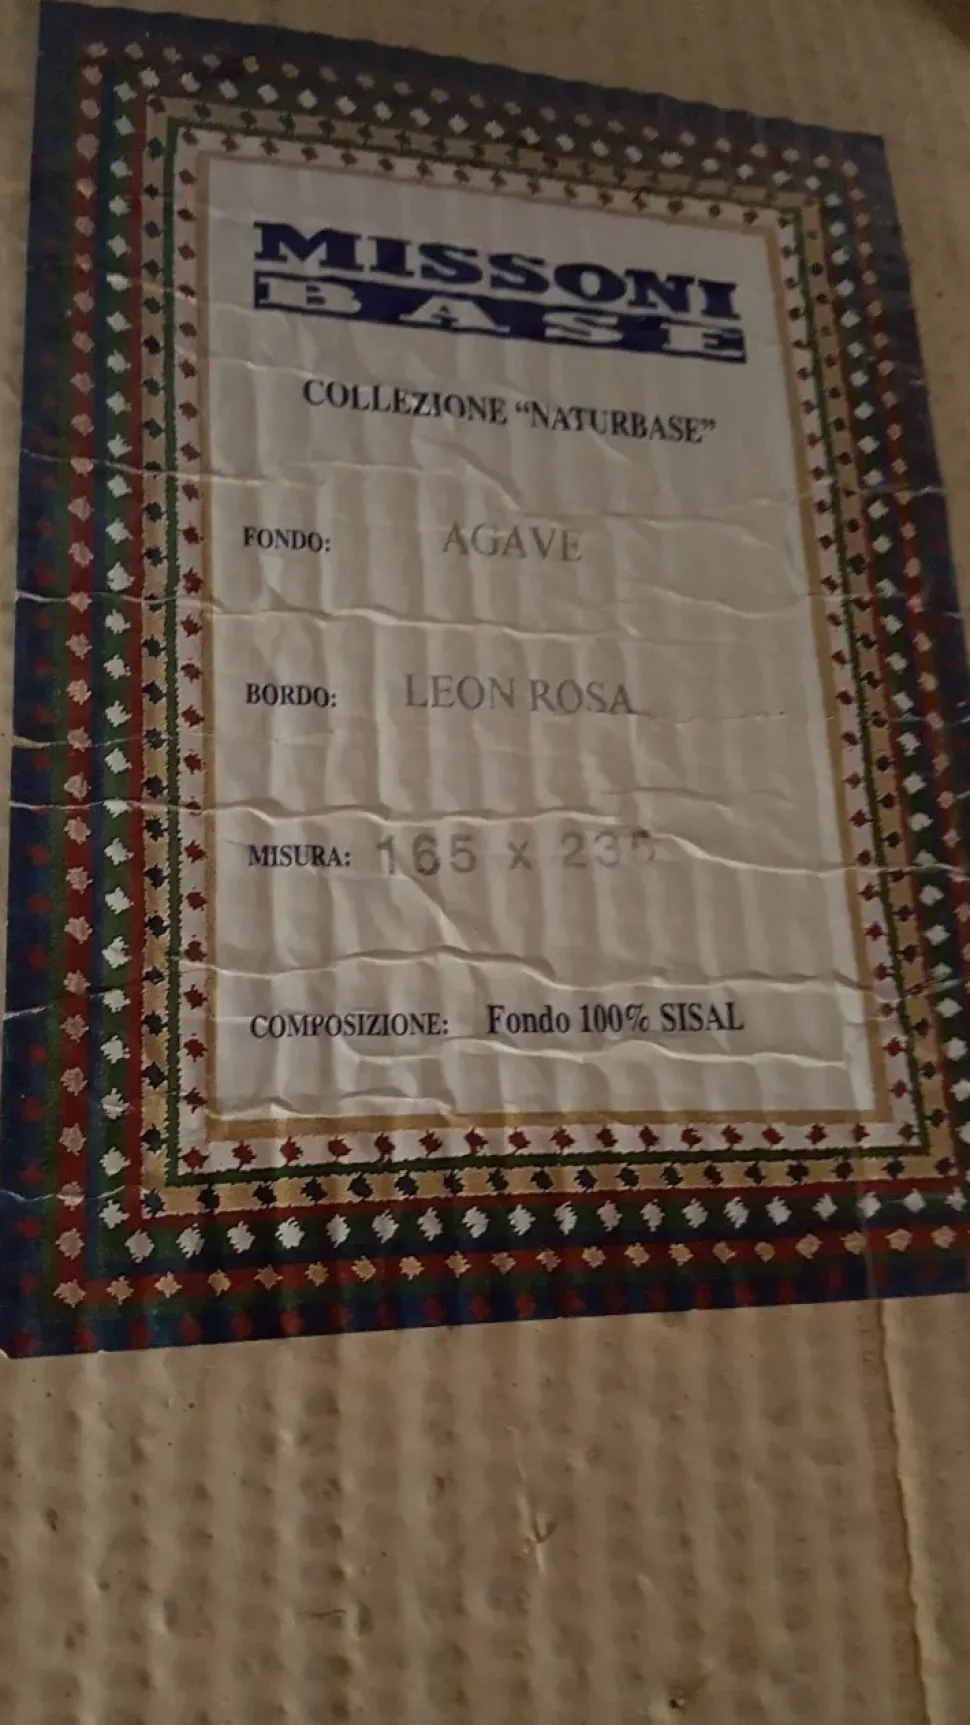 MISSONI
BASE
COLLEZIONE “NATURBASE”
FONDO: AGAVE
BORDO: LEON ROSA
MISURA: 165 x 235
COMPOSIZIONE: Fondo 100% SISAL